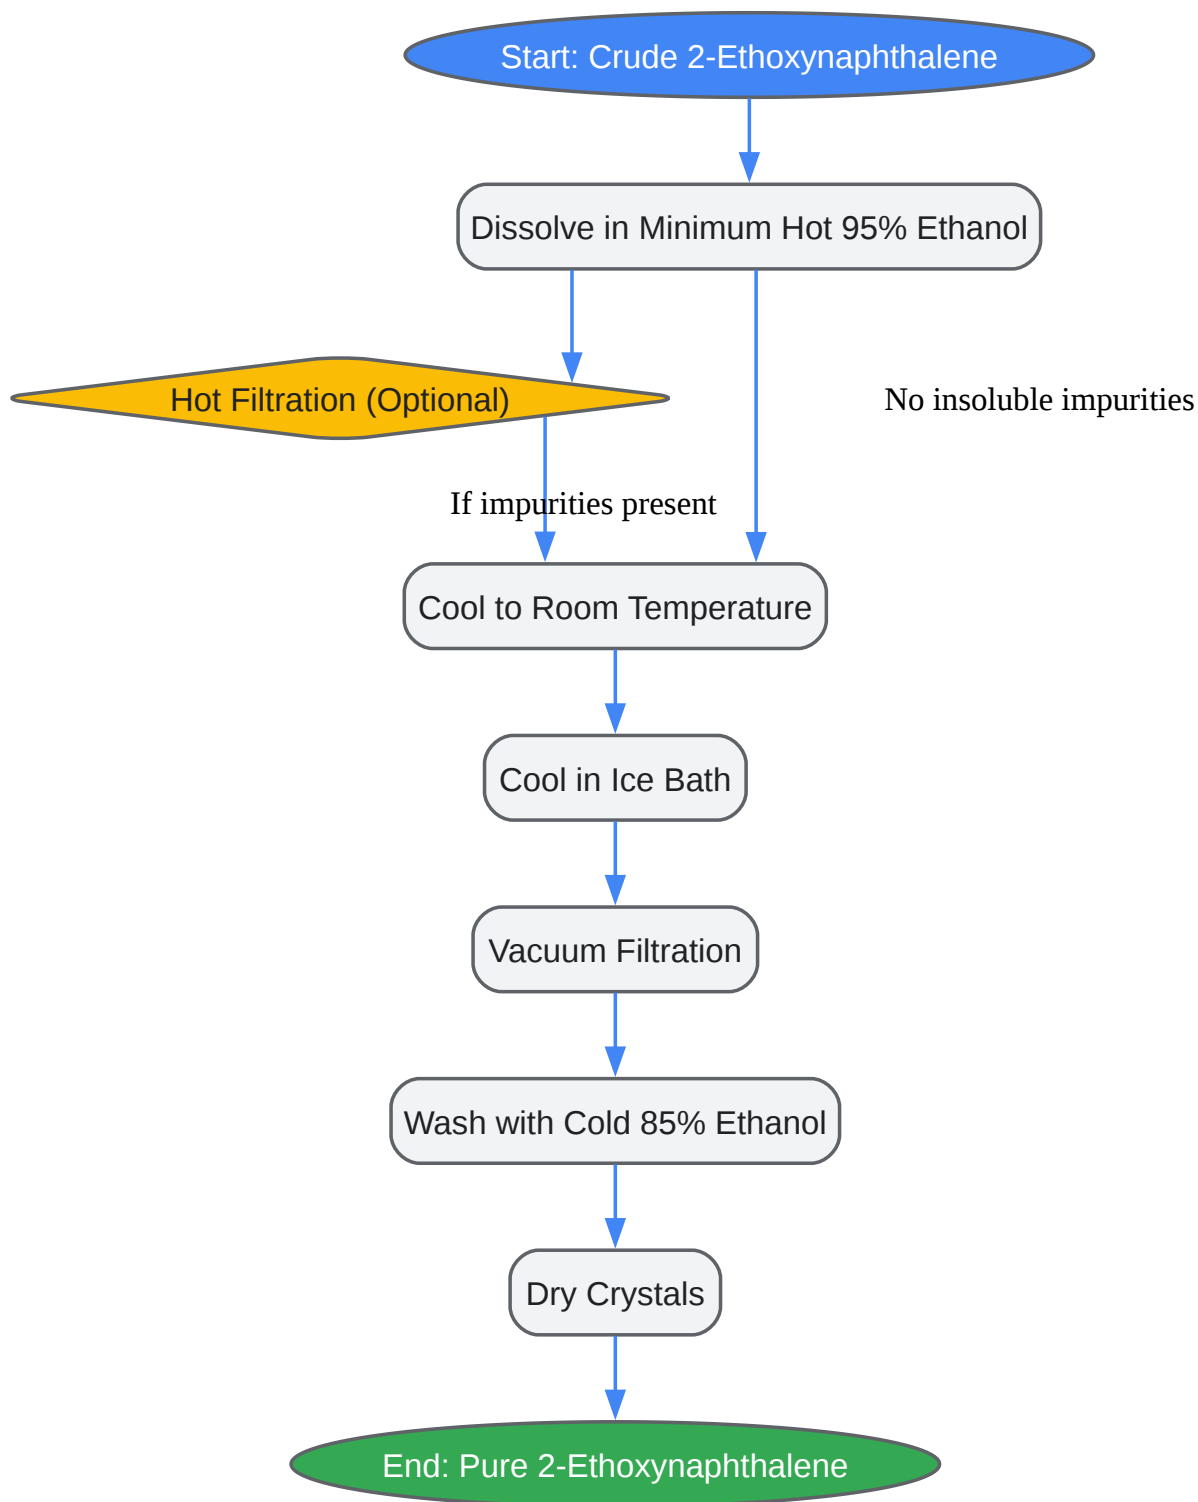 Start: Crude 2-Ethoxynaphthalene
Dissolve in Minimum Hot 95% Ethanol
Hot Filtration (Optional)
No insoluble impurities
If impurities present
Cool to Room Temperature
Cool in Ice Bath
Vacuum Filtration
Wash with Cold 85% Ethanol
Dry Crystals
End: Pure 2-Ethoxynaphthalene